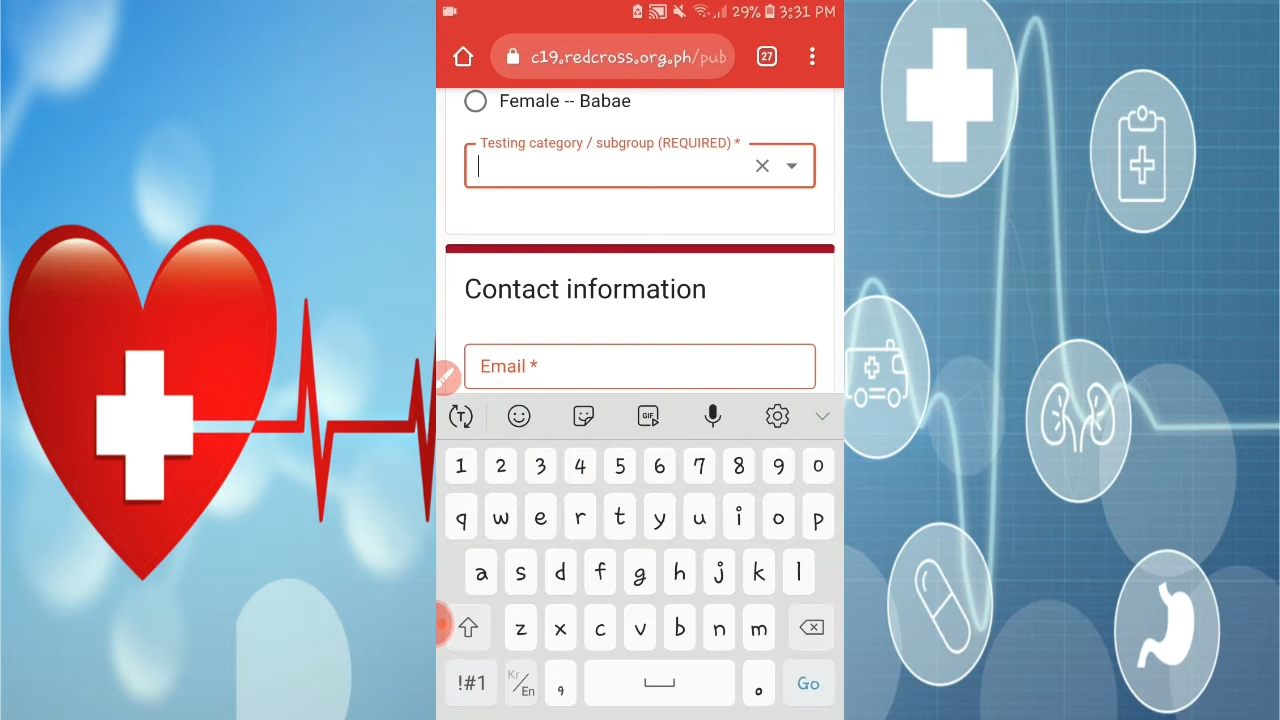 29% 3:31 PM
c19.redcross.org.ph/pub
27
Female -- Babae
Testing category / subgroup (REQUIRED) *
Contact information
Email *
T
GIF
1 2 3 4 5 6 7 8 9 0
q w e r t y u i o p
a s d f g h j k l
z x c v b n m
!#1 Kr/En , . Go